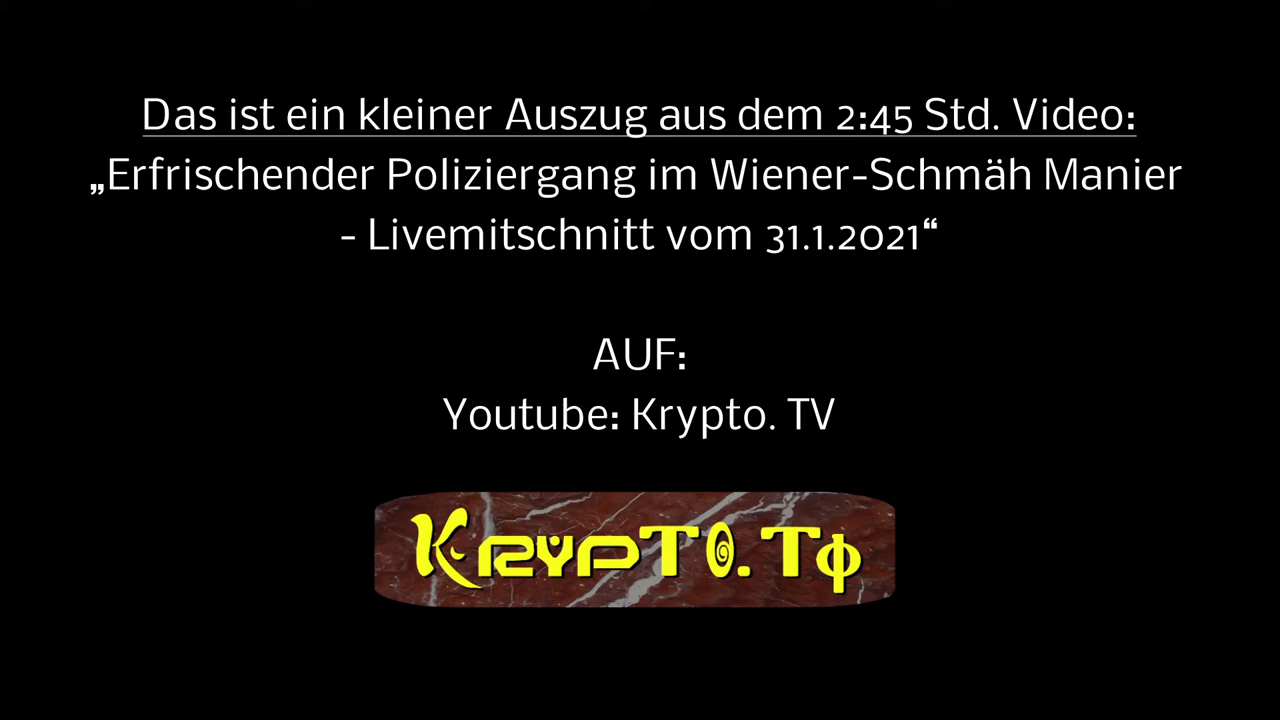 Das ist ein kleiner Auszug aus dem 2:45 Std. Video:
„Erfrischender Poliziergang im Wiener-Schmäh Manier
- Livemitschnitt vom 31.1.2021“
AUF:
Youtube: Krypto. TV
KRYPTO.Tφ